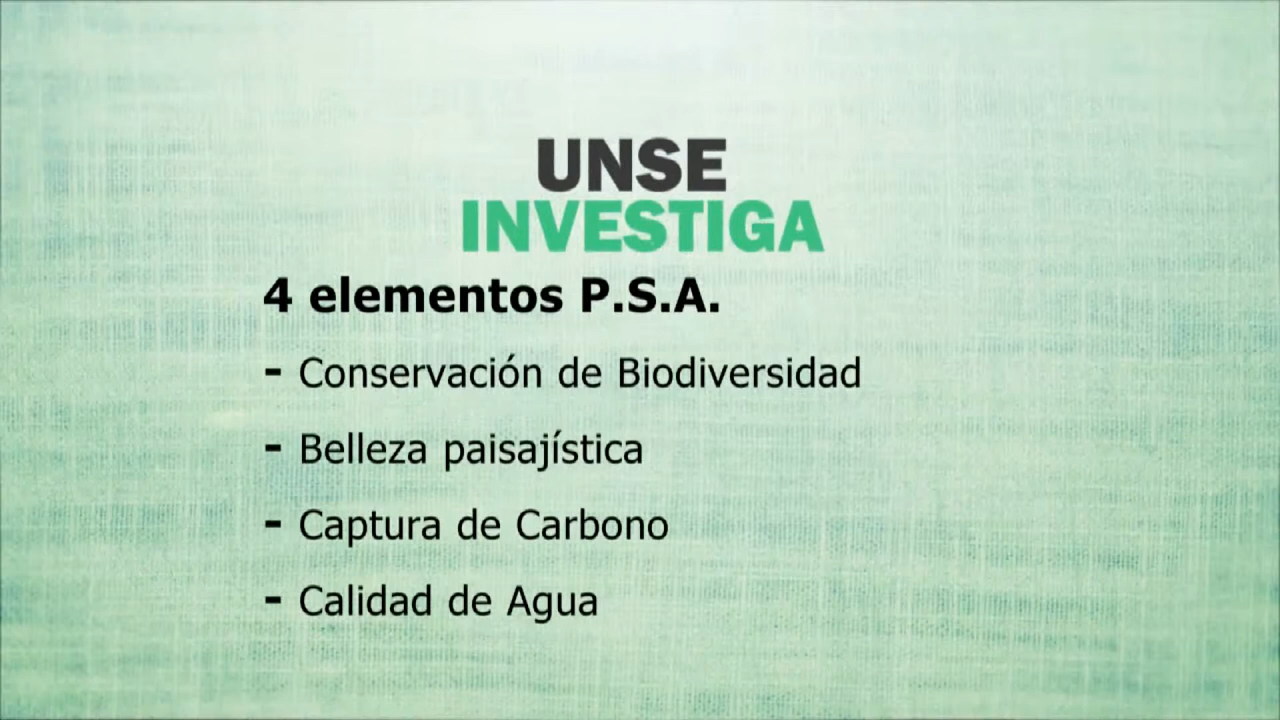 UNSE
INVESTIGA
4 elementos P.S.A.
- Conservación de Biodiversidad
- Belleza paisajística
- Captura de Carbono
- Calidad de Agua